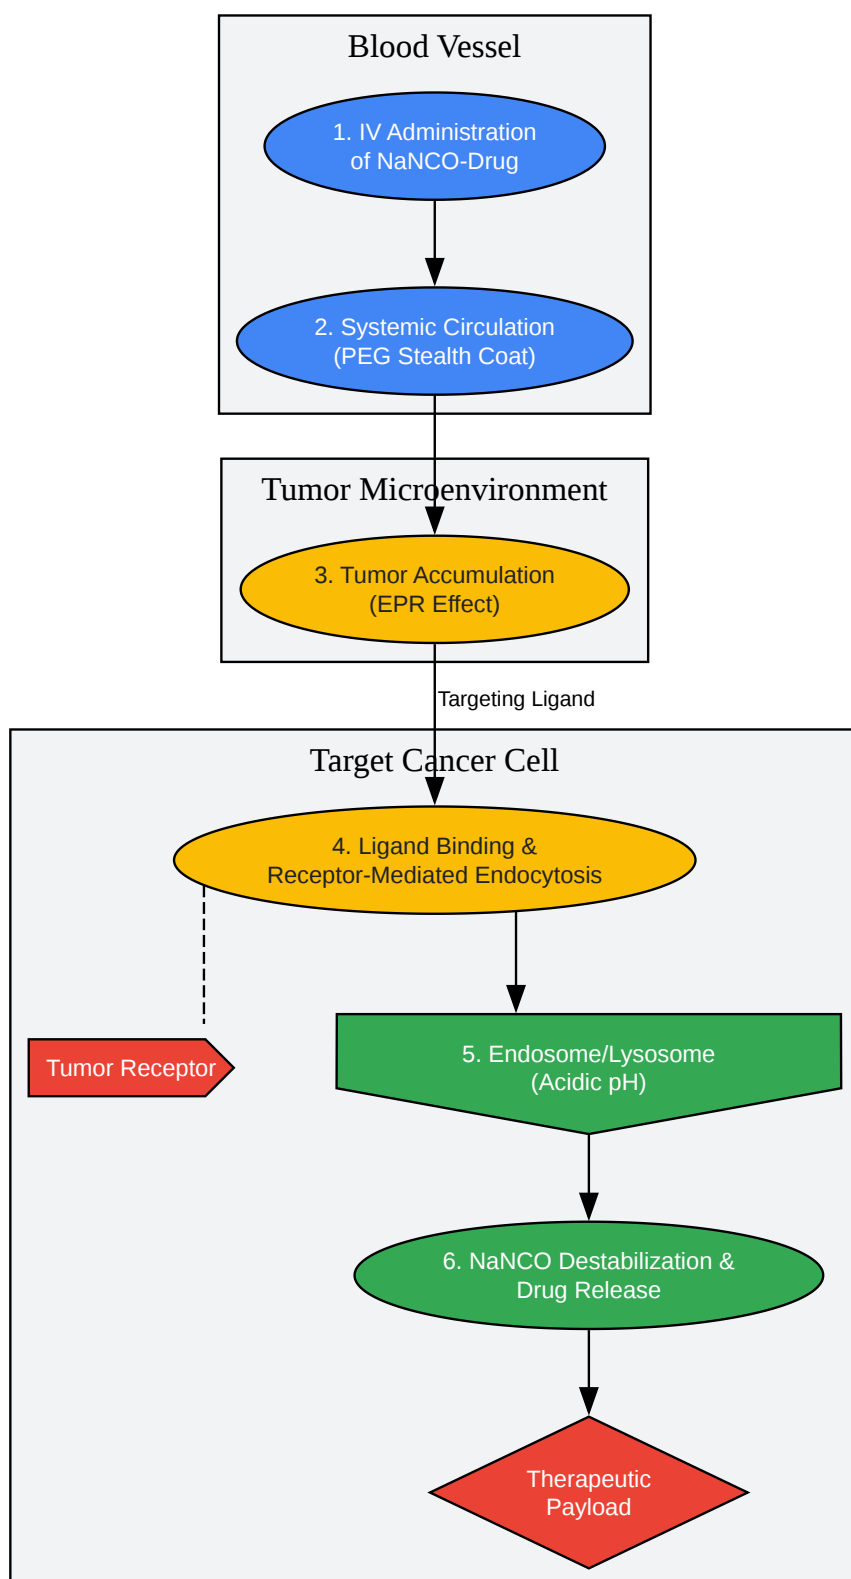 Blood Vessel
1. IV Administration
of NaNCO-Drug
2. Systemic Circulation
(PEG Stealth Coat)
Tumor Microenvironment
3. Tumor Accumulation
(EPR Effect)
Targeting Ligand
Target Cancer Cell
4. Ligand Binding &
Receptor-Mediated Endocytosis
Tumor Receptor
5. Endosome/Lysosome
(Acidic pH)
6. NaNCO Destabilization &
Drug Release
Therapeutic
Payload